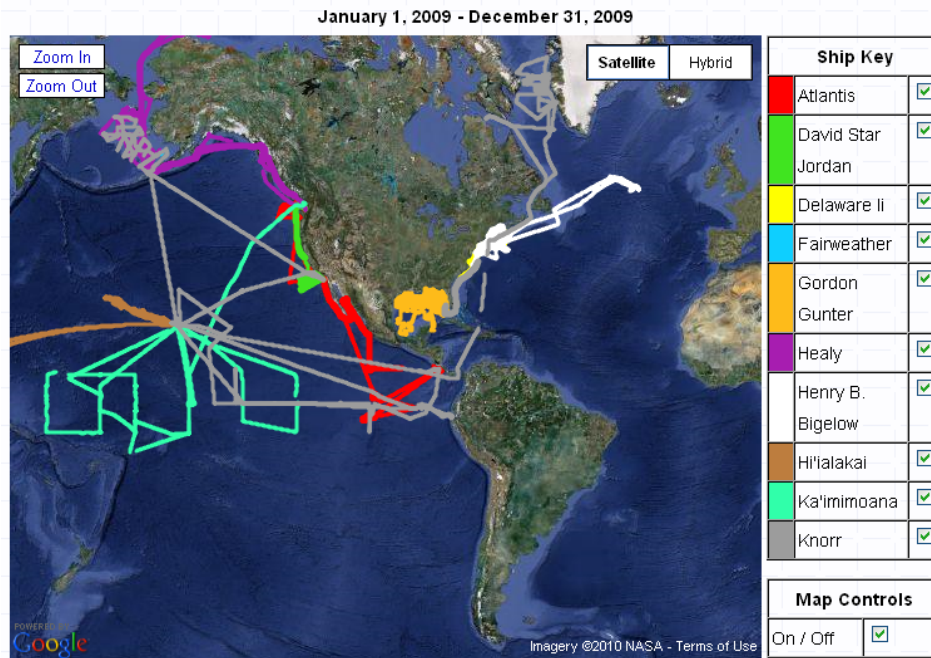 January 1, 2009 - December 31, 2009
Zoom In
Zoom Out
Satellite
Hybrid
Ship Key
Atlantis
David Star
Jordan
Delaware Ii
Fairweather
Gordon
Gunter
Healy
Henry B.
Bigelow
Hi'ialakai
Ka'imimoana
Knorr
Map Controls
On / Off
POWERED BY
Google
Imagery ©2010 NASA - Terms of Use